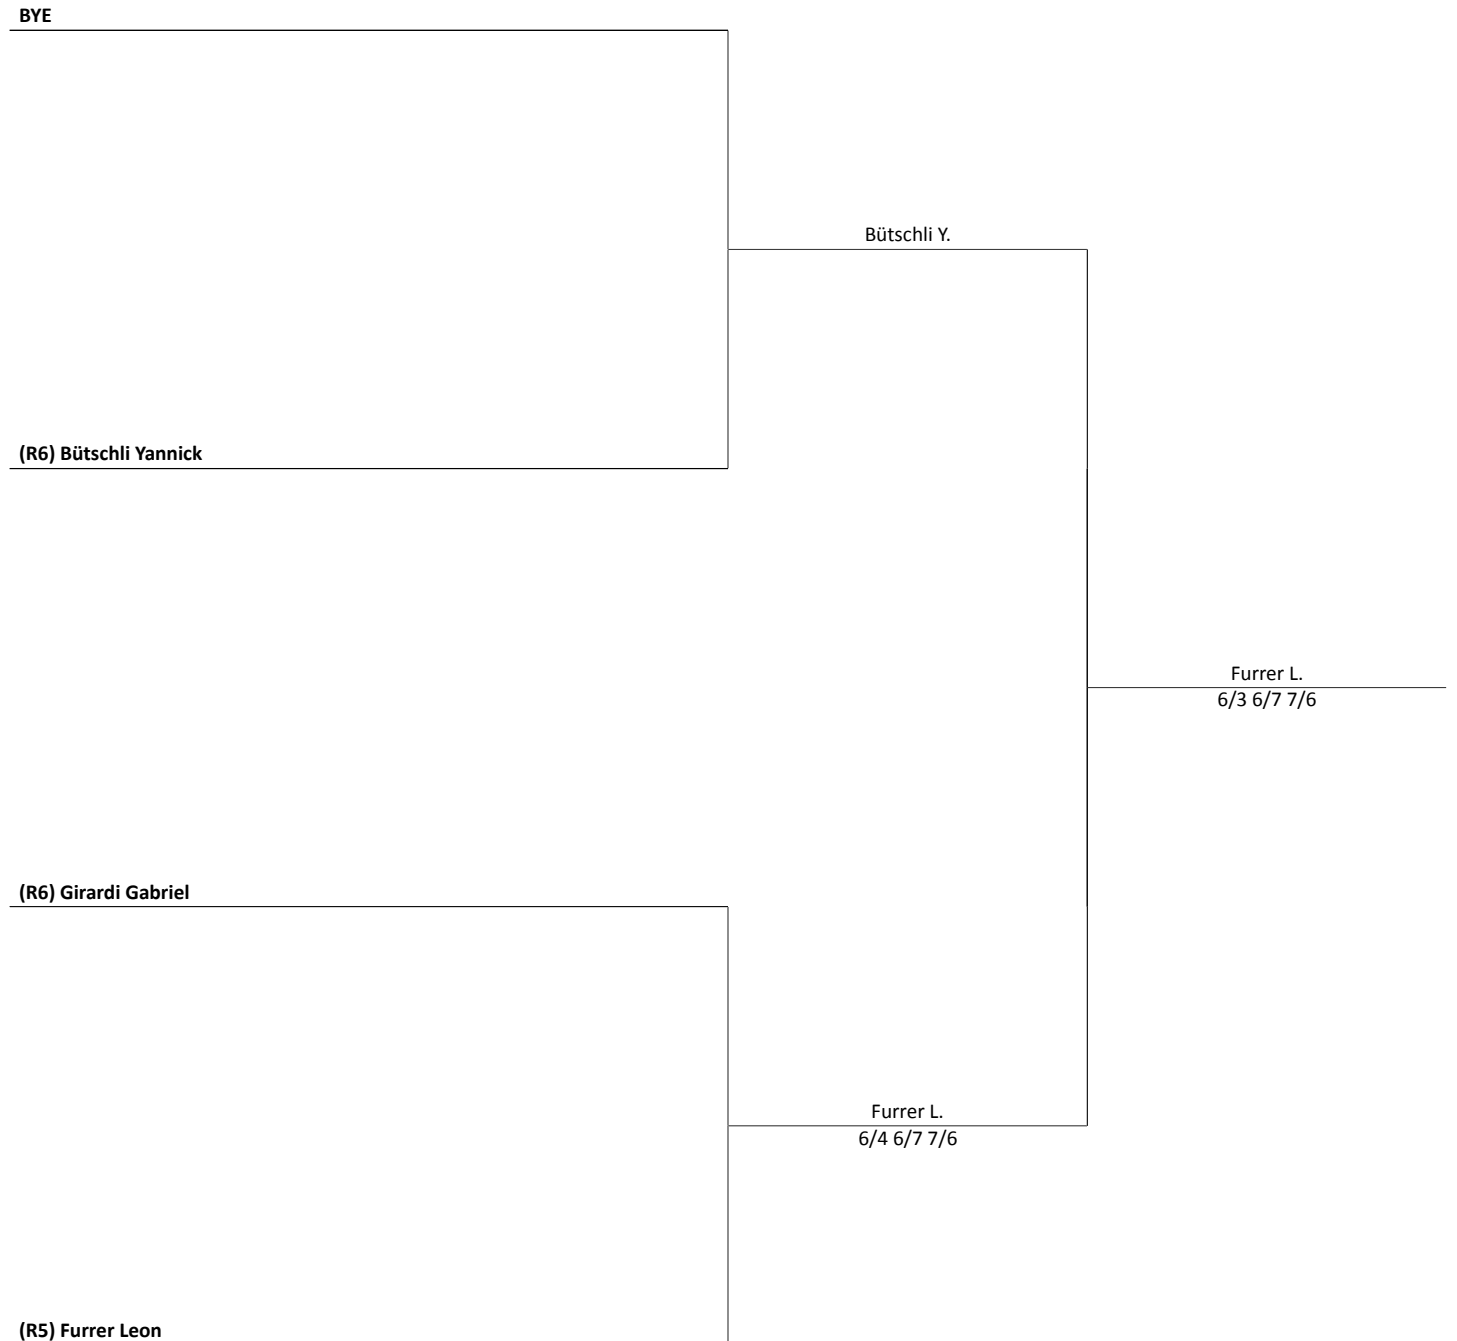 BYE
Bütschli Y.
(R6) Bütschli Yannick
Furrer L.
6/3 6/7 7/6
(R6) Girardi Gabriel
Furrer L.
6/4 6/7 7/6
(R5) Furrer Leon